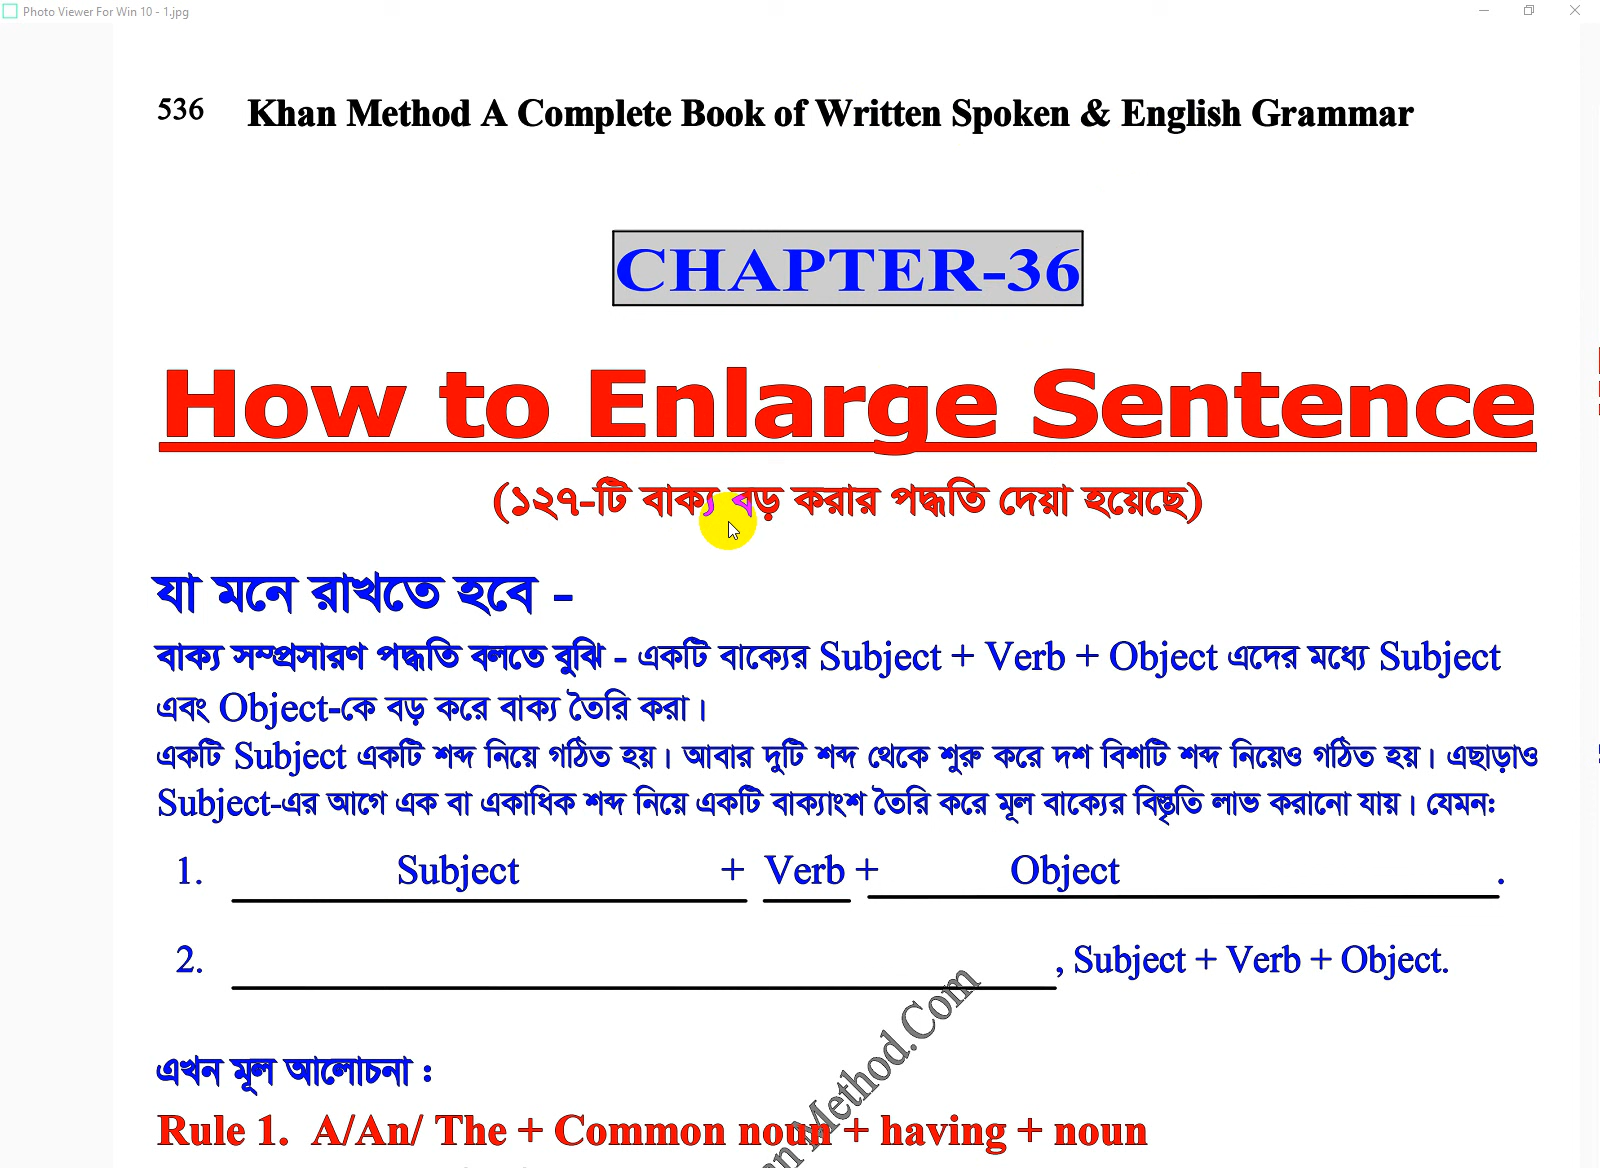 Photo Viewer For Win 10 - 1.jpg
536 Khan Method A Complete Book of Written Spoken & English Grammar
CHAPTER-36
How to Enlarge Sentence
(১২৭-টি বাক্য বড় করার পদ্ধতি দেয়া হয়েছে)
যা মনে রাখতে হবে -
বাক্য সম্প্রসারণ পদ্ধতি বলতে বুঝি - একটি বাক্যের Subject + Verb + Object এদের মধ্যে Subject
এবং Object-কে বড় করে বাক্য তৈরি করা।
একটি Subject একটি শব্দ নিয়ে গঠিত হয়। আবার দুটি শব্দ থেকে শুরু করে দশ বিশটি শব্দ নিয়েও গঠিত হয়। এছাড়াও
Subject-এর আগে এক বা একাধিক শব্দ নিয়ে একটি বাক্যাংশ তৈরি করে মূল বাক্যের বিস্তৃতি লাভ করানো যায়। যেমনঃ
1. Subject + Verb + Object .
2. , Subject + Verb + Object.
এখন মূল আলোচনা :
Rule 1. A/An/ The + Common noun + having + noun
an Method.Com